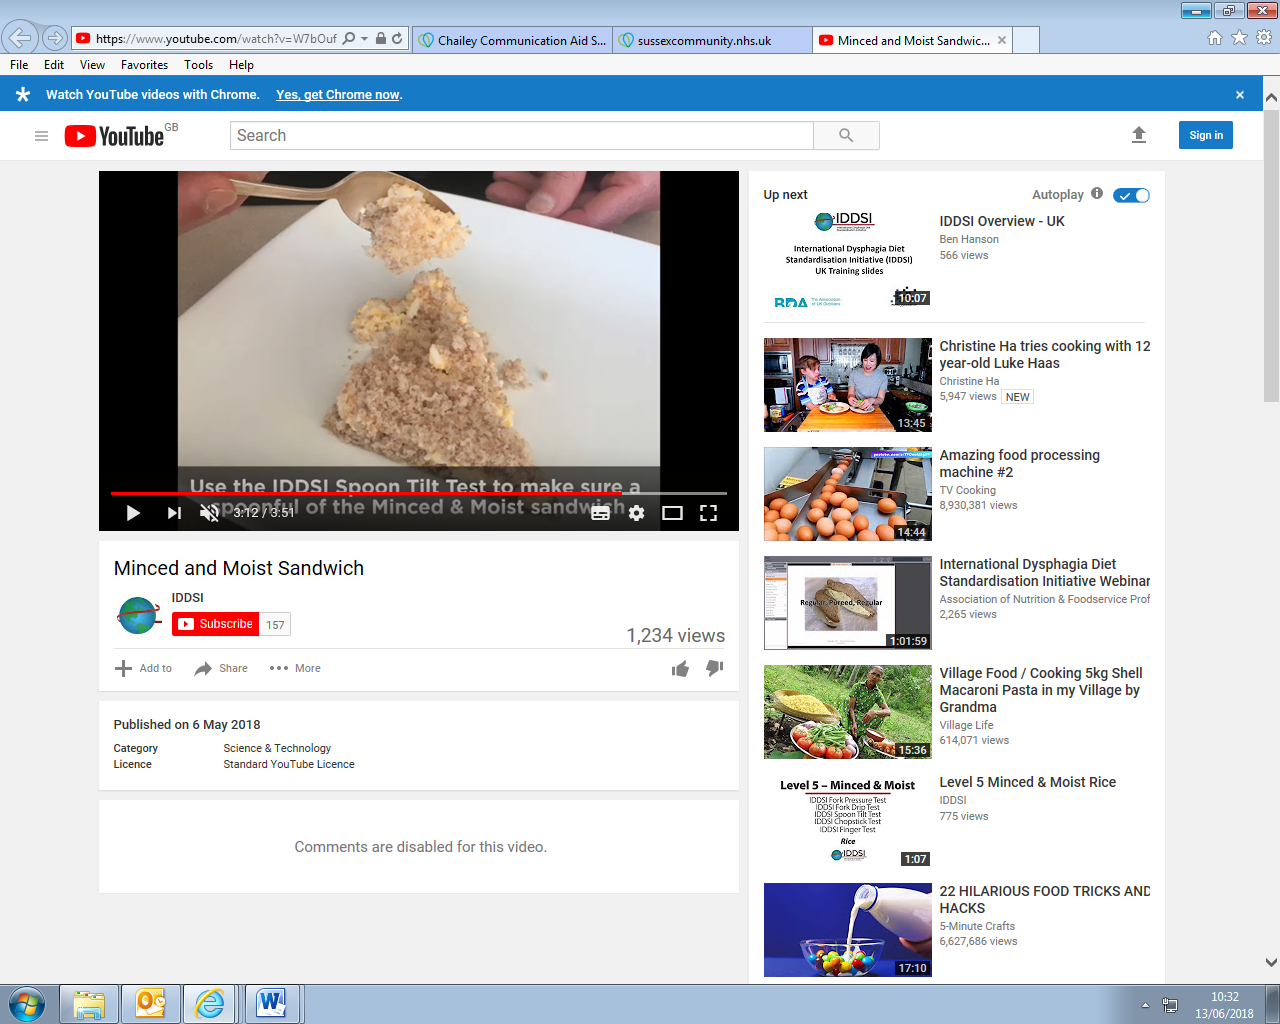 https://www.youtube.com/watch?v=W7bOuf
Chailey Communication Aid S...
sussexcommunity.nhs.uk
Minced and Moist Sandwic...
File Edit View Favorites Tools Help
Watch YouTube videos with Chrome. Yes, get Chrome now.
YouTube GB
Search
Sign in
Use the IDDSI Spoon Tilt Test to make sure a
spoonful of the Minced & Moist sandwich
3:12 / 3:51
Minced and Moist Sandwich
IDDSI
Subscribe 157
1,234 views
Add to Share More
Published on 6 May 2018
Category Science & Technology
Licence Standard YouTube Licence
Comments are disabled for this video.
Up next Autoplay
IDDSI
International Dysphagia Diet
Standardisation Initiative (IDDSI)
UK Training slides
BDA The Association of UK Dietitians
10:07
IDDSI Overview - UK
Ben Hanson
566 views
13:45
Christine Ha tries cooking with 12
year-old Luke Haas
Christine Ha
5,947 views NEW
14:44
Amazing food processing
machine #2
TV Cooking
8,930,381 views
Regular, Pureed, Regular
1:01:59
International Dysphagia Diet
Standardisation Initiative Webinar
Association of Nutrition & Foodservice Prof
2,265 views
15:36
Village Food / Cooking 5kg Shell
Macaroni Pasta in my Village by
Grandma
Village Life
614,071 views
Level 5 – Minced & Moist
IDDSI Fork Pressure Test
IDDSI Fork Drip Test
IDDSI Spoon Tilt Test
IDDSI Chopstick Test
IDDSI Finger Test
Rice
IDDSI
1:07
Level 5 Minced & Moist Rice
IDDSI
775 views
17:10
22 HILARIOUS FOOD TRICKS AND
HACKS
5-Minute Crafts
6,627,686 views
10:32
13/06/2018